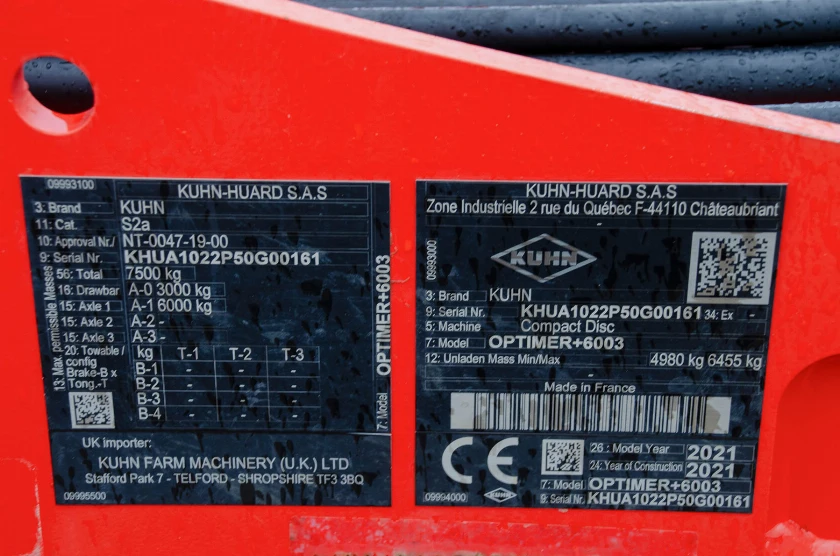 09993100
KUHN-HUARD S.A.S
3: Brand KUHN
11: Cat. S2a
10: Approval Nr./ NT-0047-19-00
9: Serial Nr. KHUA1022P50G00161
13: Max. permissible Masses
56: Total 7500 kg
16: Drawbar A-0 3000 kg
15: Axle 1 A-1 6000 kg
15: Axle 2 A-2 -
15: Axle 3 A-3 -
20: Towable / config kg T-1 T-2 T-3
Brake-B x Tong.-T
B-1 - - -
B-2 - - -
B-3 - - -
B-4 - - -
7: Model OPTIMER+6003
UK importer:
KUHN FARM MACHINERY (U.K.) LTD
Stafford Park 7 - TELFORD - SHROPSHIRE TF3 3BQ
09995500
KUHN-HUARD S.A.S
Zone Industrielle 2 rue du Québec F-44110 Châteaubriant
09993000
KUHN
3: Brand KUHN
9: Serial Nr. KHUA1022P50G00161 34: Ex -
5: Machine Compact Disc
7: Model OPTIMER+6003
12: Unladen Mass Min/Max 4980 kg 6455 kg
Made in France
CE
26: Model Year 2021
24: Year of Construction 2021
7: Model OPTIMER+6003
9: Serial Nr. KHUA1022P50G00161
09994000
KUHN